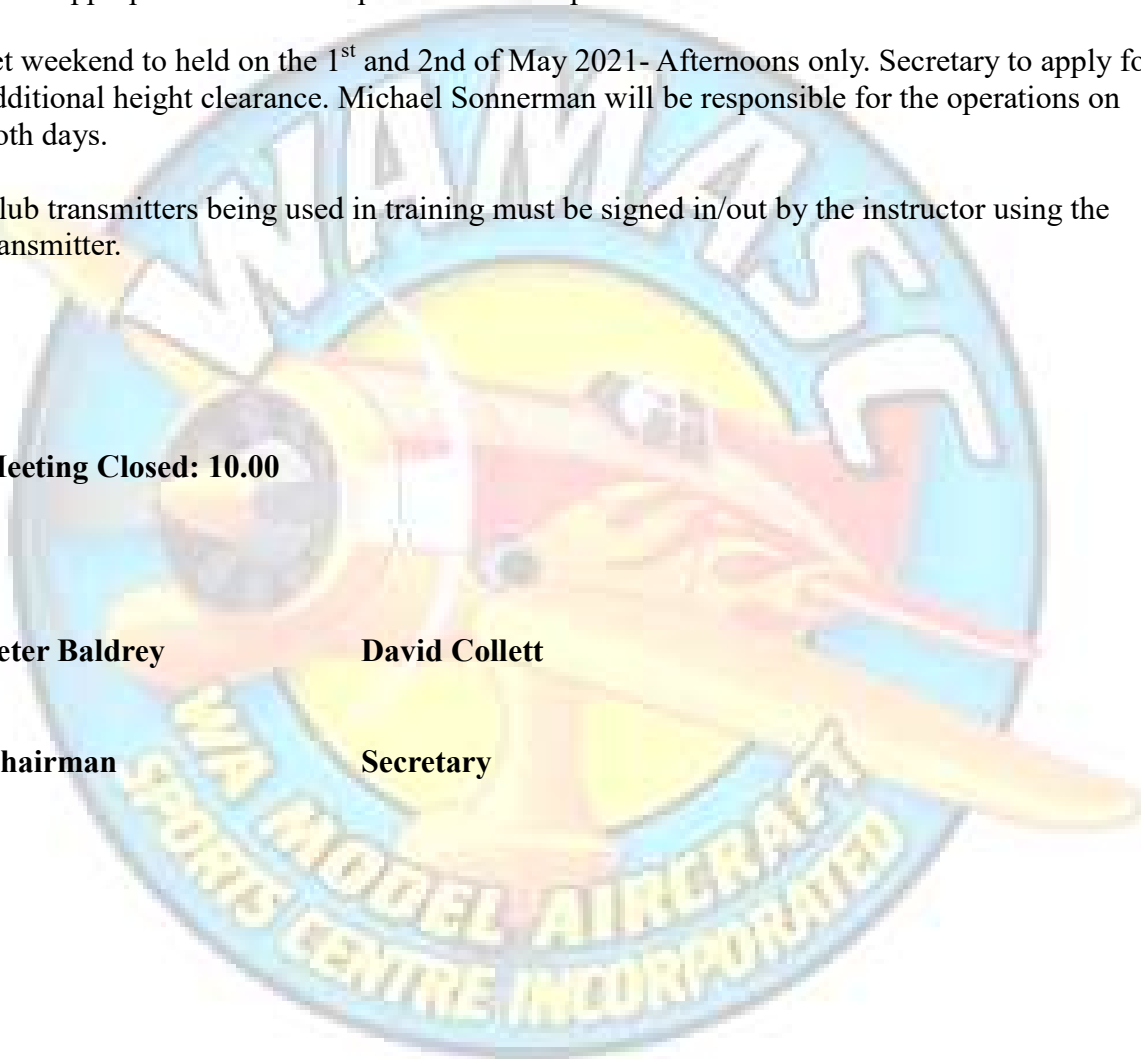 et weekend to held on the 1st and 2nd of May 2021- Afternoons only. Secretary to apply fo
dditional height clearance. Michael Sonnerman will be responsible for the operations on
oth days.
lub transmitters being used in training must be signed in/out by the instructor using the
ansmitter.
eeting Closed: 10.00
eter Baldrey David Collett
hairman Secretary
WAMASC
WA MODEL AIRCRAFT
SPORTS CENTRE INCORPORATED